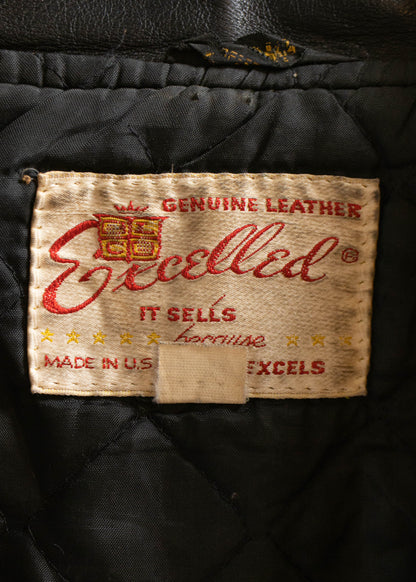 GENUINE LEATHER
Excelled ®
IT SELLS
because
MADE IN U.S EXCELS